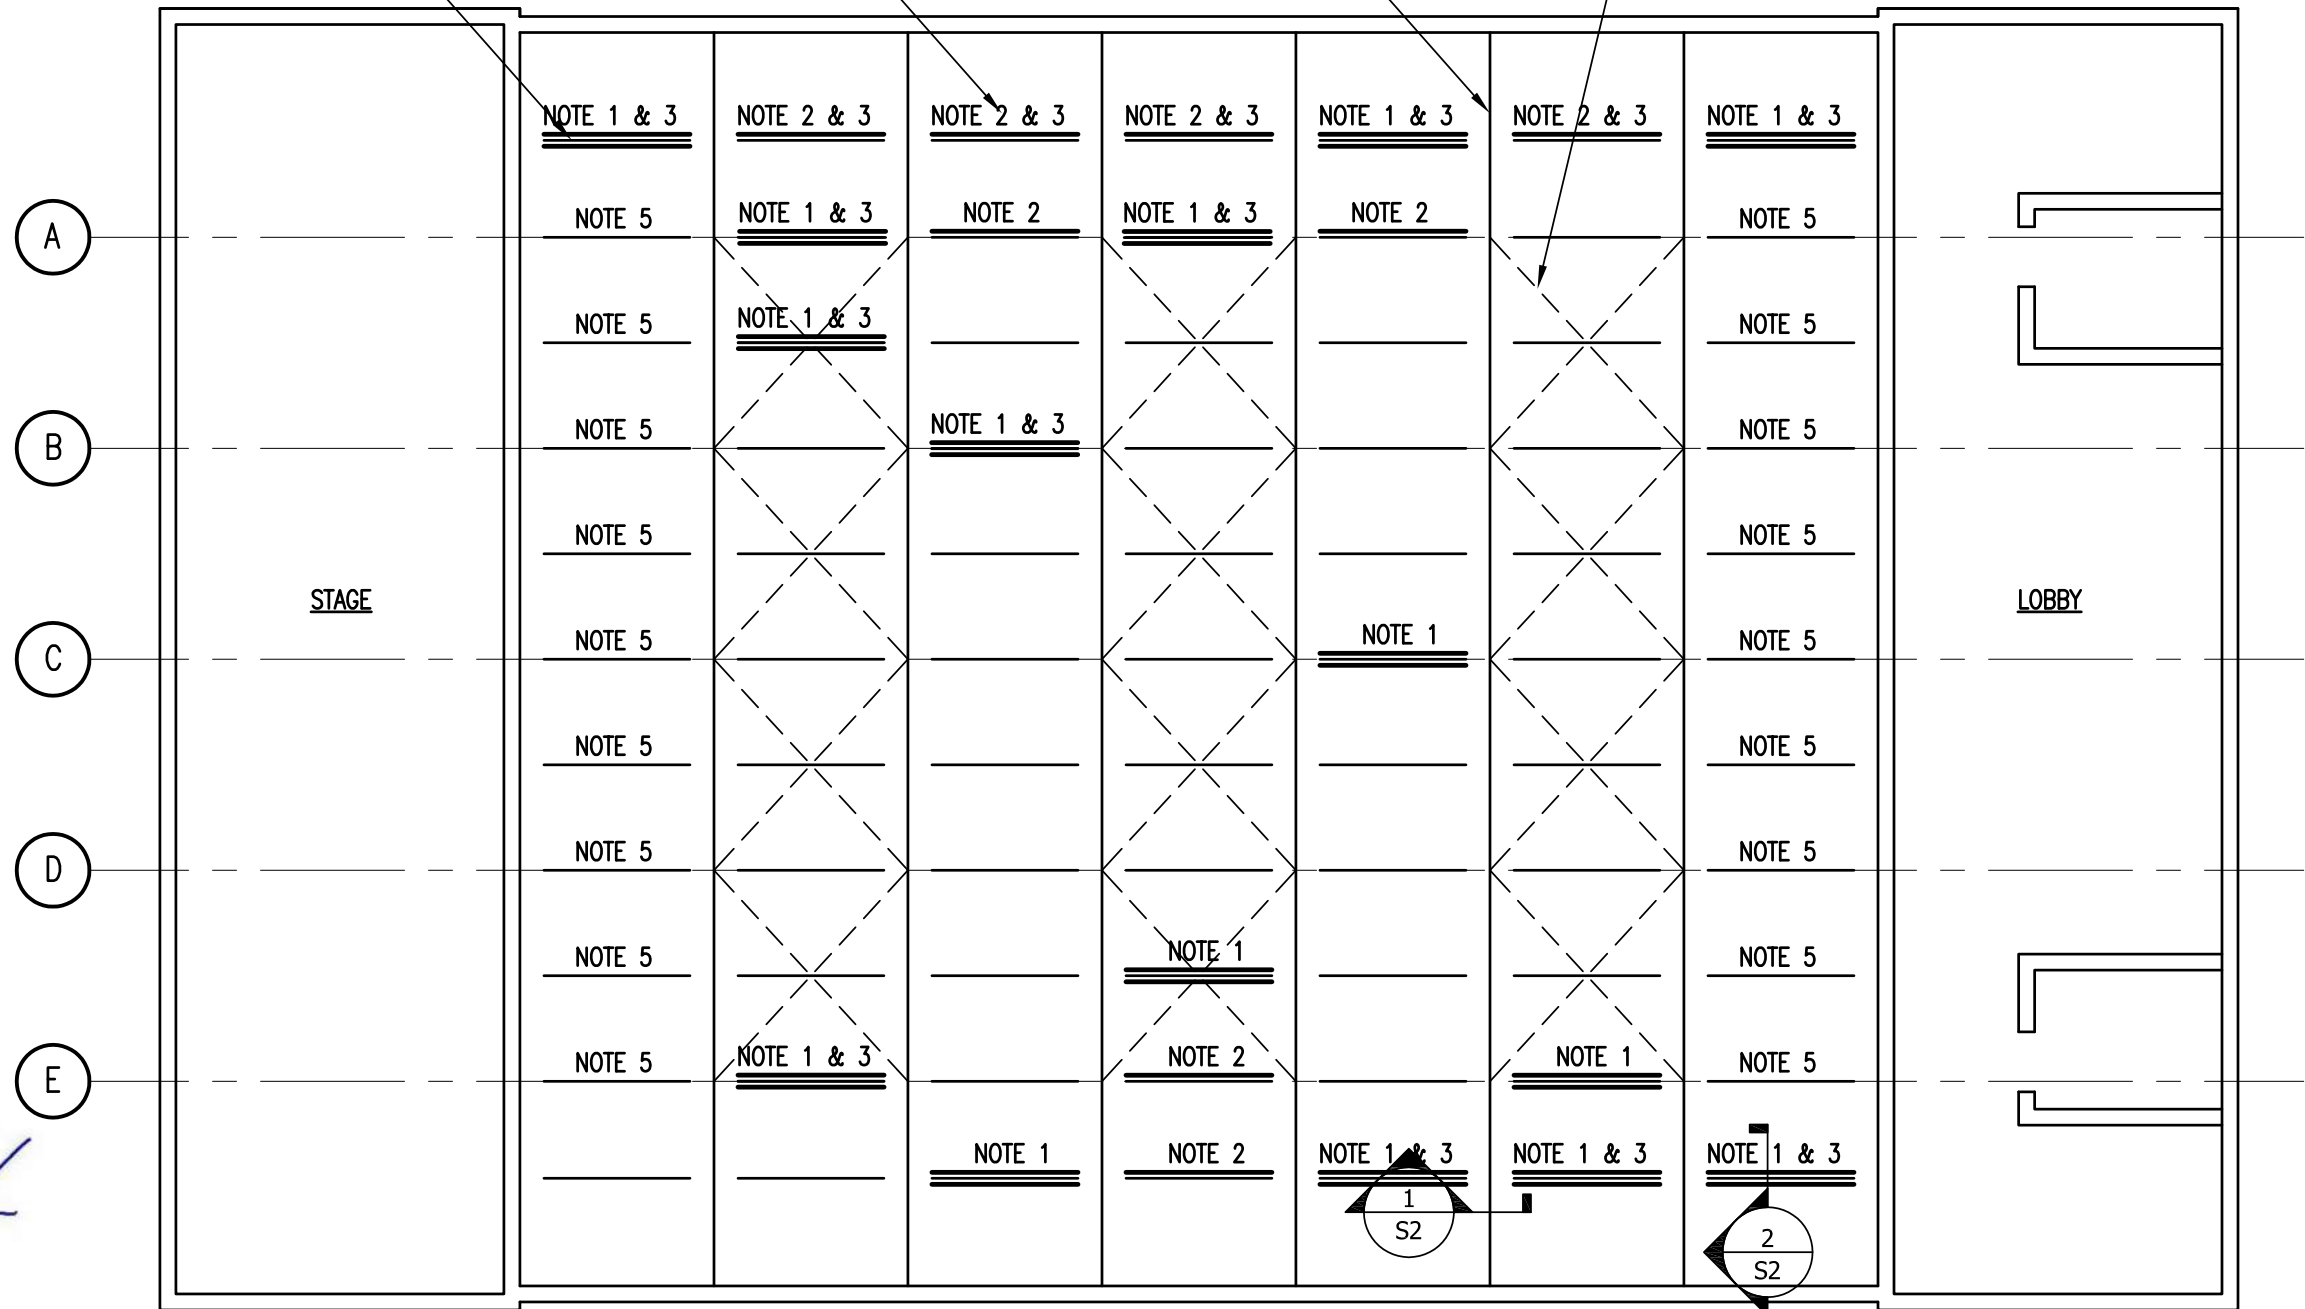 NOTE 1 & 3 NOTE 2 & 3 NOTE 2 & 3 NOTE 2 & 3 NOTE 1 & 3 NOTE 2 & 3 NOTE 1 & 3
A NOTE 5 NOTE 1 & 3 NOTE 2 NOTE 1 & 3 NOTE 2 NOTE 5
NOTE 5 NOTE 1 & 3 NOTE 5
B NOTE 5 NOTE 1 & 3 NOTE 5
NOTE 5 NOTE 5
STAGE LOBBY
C NOTE 5 NOTE 1 NOTE 5
NOTE 5 NOTE 5
D NOTE 5 NOTE 5
NOTE 5 NOTE 1 NOTE 5
E NOTE 5 NOTE 1 & 3 NOTE 2 NOTE 1 NOTE 5
NOTE 1 NOTE 2 NOTE 1 & 3 NOTE 1 & 3 NOTE 1 & 3
1
S2
2
S2